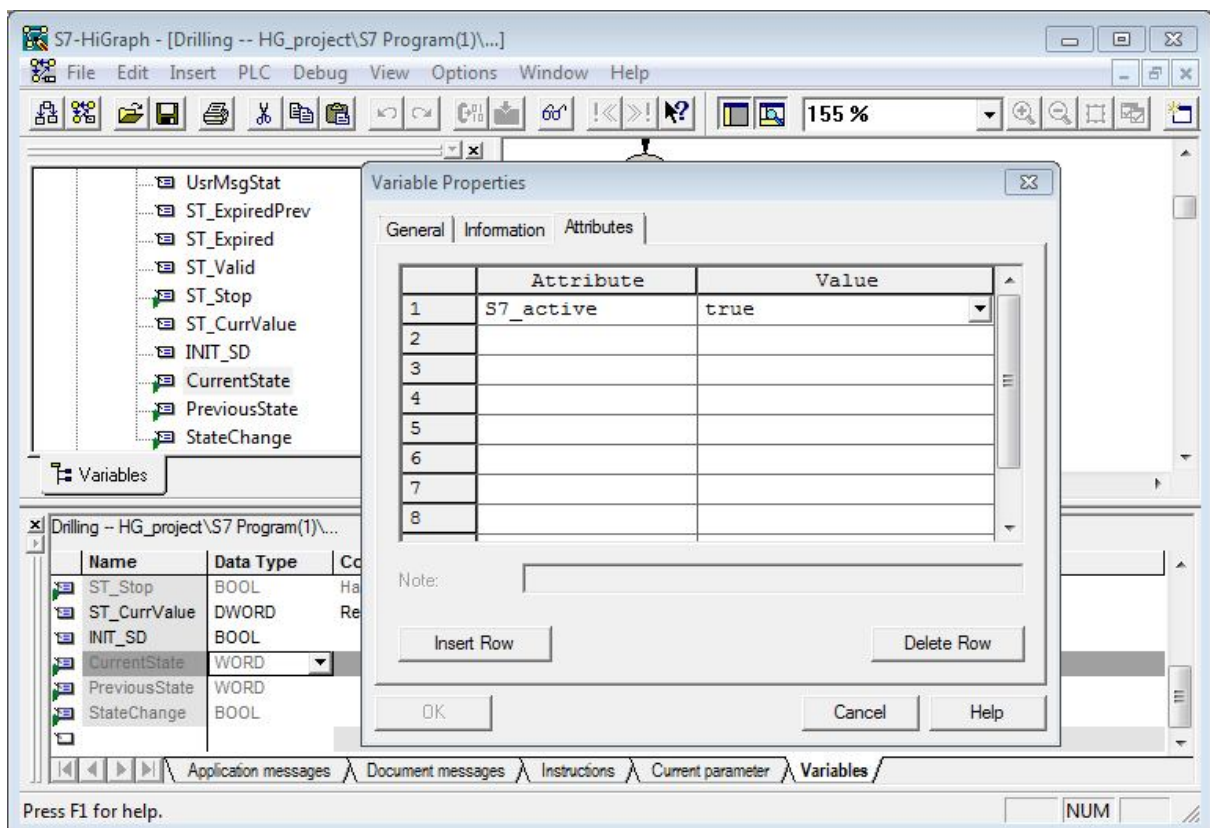 S7-HiGraph - [Drilling -- HG_project\S7 Program(1)\...]
File Edit Insert PLC Debug View Options Window Help
155 %
UsrMsgStat
ST_ExpiredPrev
ST_Expired
ST_Valid
ST_Stop
ST_CurrValue
INIT_SD
CurrentState
PreviousState
StateChange
Variables
Variable Properties
General Information Attributes
Attribute Value
1 S7_active true
2
3
4
5
6
7
8
Note:
Insert Row Delete Row
OK Cancel Help
Drilling -- HG_project\S7 Program(1)\...
Name Data Type Co
ST_Stop BOOL Ha
ST_CurrValue DWORD Re
INIT_SD BOOL
CurrentState WORD
PreviousState WORD
StateChange BOOL
Application messages Document messages Instructions Current parameter Variables
Press F1 for help. NUM